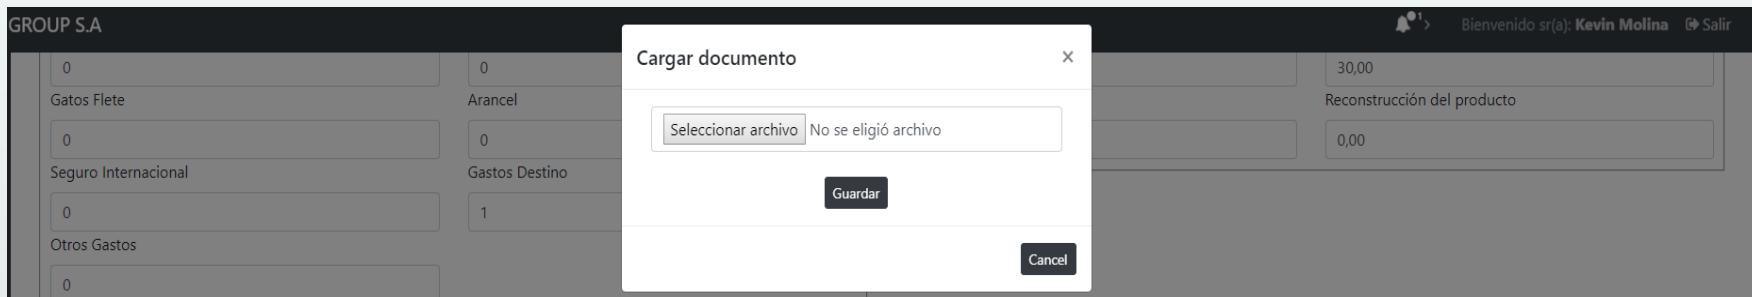 GROUP S.A
1
Bienvenido sr(a): Kevin Molina
Salir
Cargar documento
×
0
0
30,00
Gatos Flete
Arancel
Reconstrucción del producto
Seleccionar archivo No se eligió archivo
0
0
0,00
Seguro Internacional
Gastos Destino
Guardar
0
1
Otros Gastos
Cancel
0